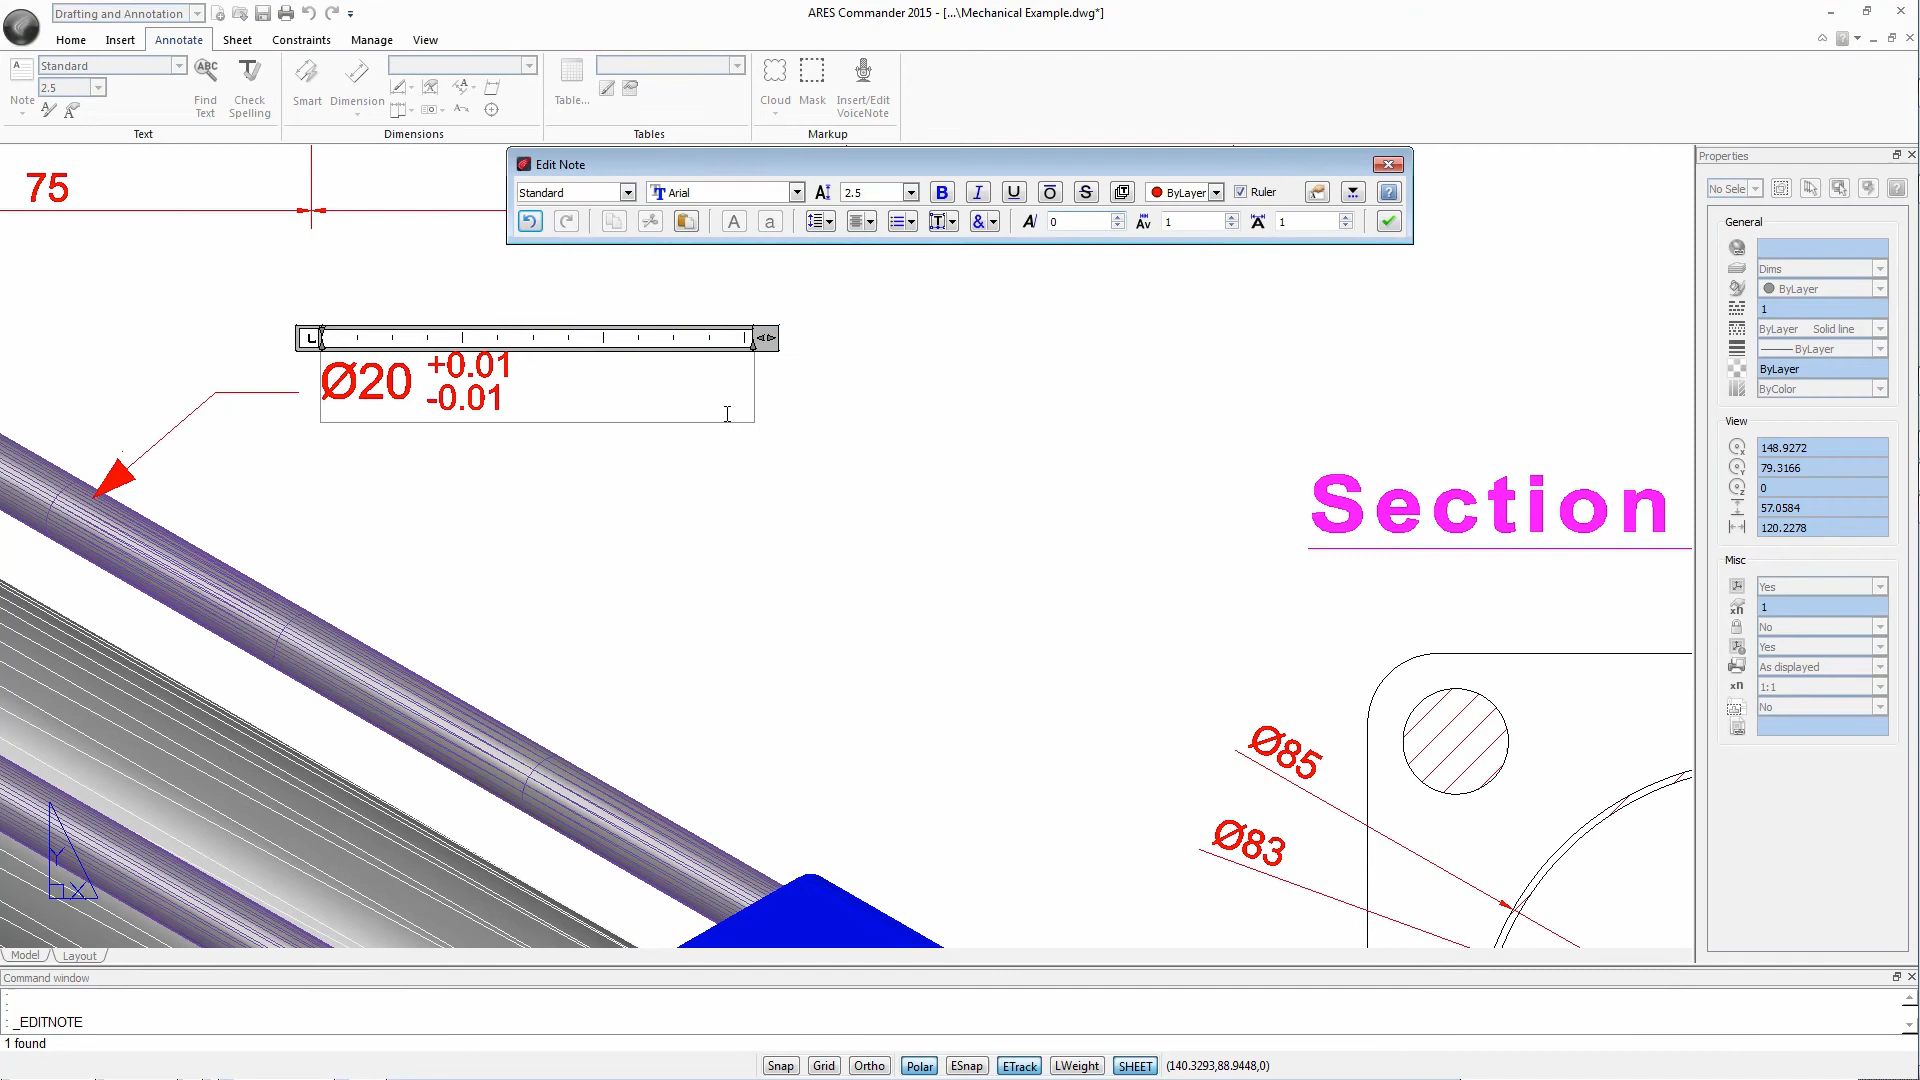 Drafting and Annotation
ARES Commander 2015 - [...\Mechanical Example.dwg*]
Home Insert Annotate Sheet Constraints Manage View
Standard
2.5
Note
ABC
Find Text
Check Spelling
Smart
Dimension
Table...
Cloud
Mask
Insert/Edit VoiceNote
Text
Dimensions
Tables
Markup
Edit Note
Standard Arial 2.5 B I U O S ByLayer Ruler
A a & 0 1 1
75
Ø20 +0.01
-0.01
Section
Ø85
Ø83
Y
X
Properties
No Sele
General
Dims
ByLayer
1
ByLayer Solid line
ByLayer
ByLayer
ByColor
View
148.9272
79.3166
0
57.0584
120.2278
Misc
Yes
1
No
Yes
As displayed
1:1
No
Model Layout
Command window
:
:
: _EDITNOTE
1 found
Snap Grid Ortho Polar ESnap ETrack LWeight SHEET (140.3293,88.9448,0)